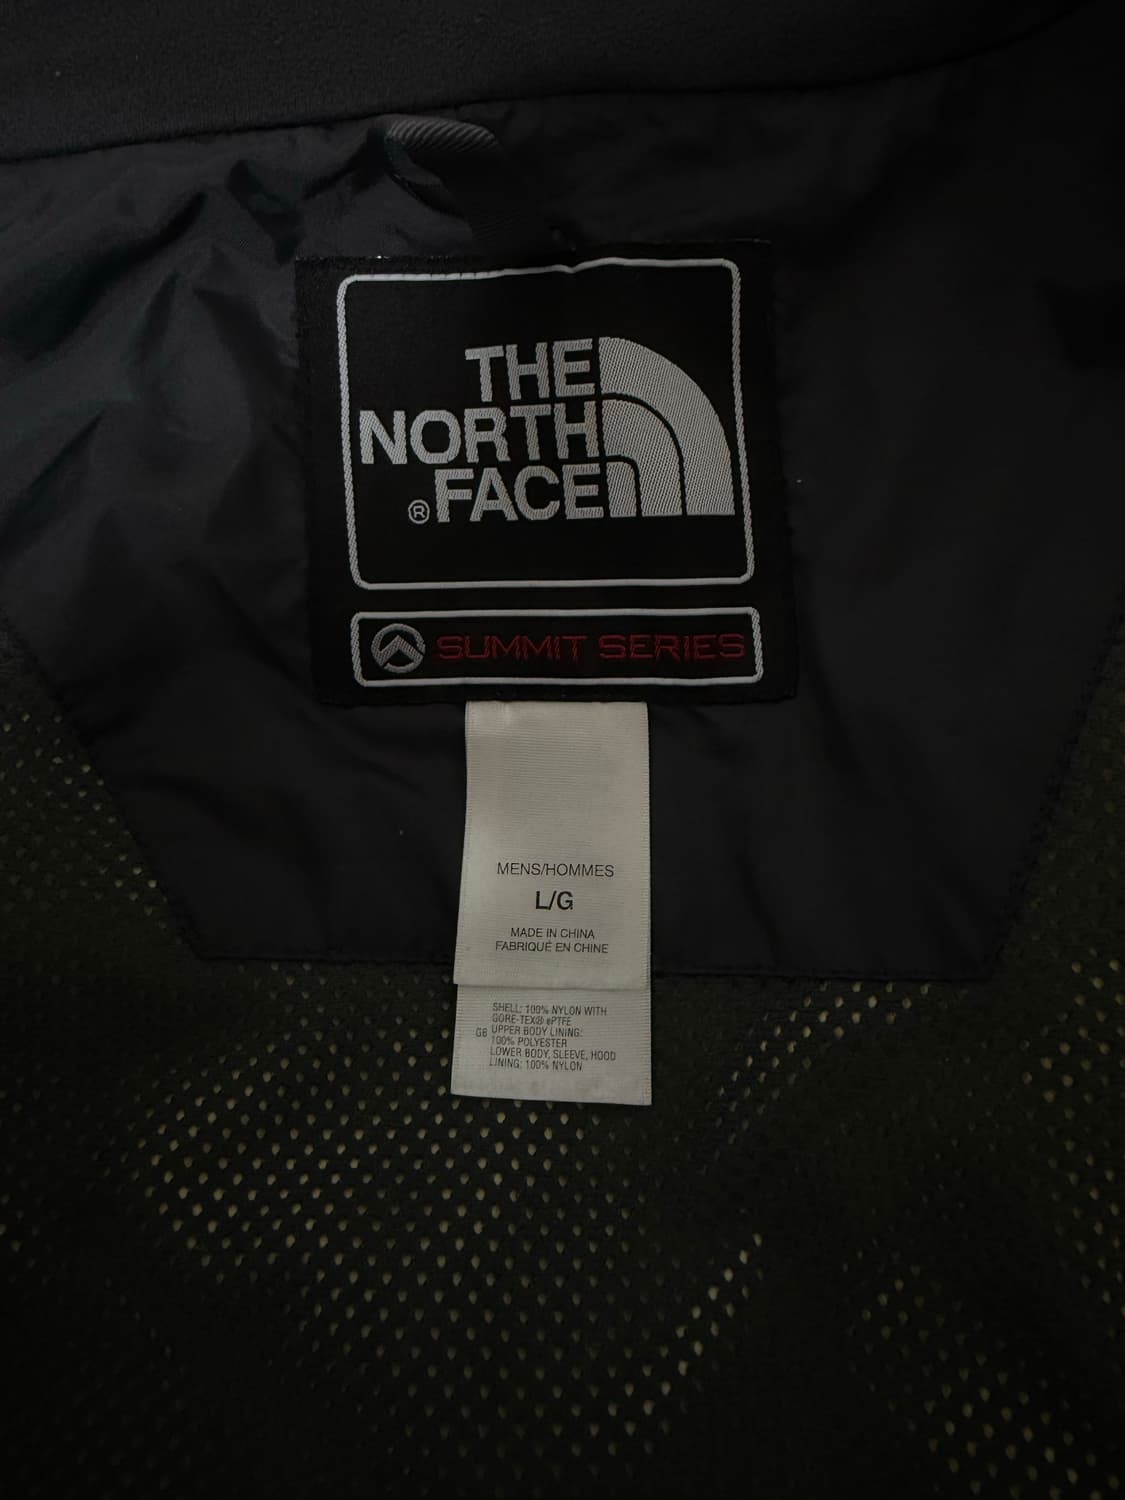 THE
NORTH
® FACE
SUMMIT SERIES
MENS/HOMMES
L/G
MADE IN CHINA
FABRIQUÉ EN CHINE
SHELL: 100% NYLON WITH
GORE-TEX® ePTFE
GB UPPER BODY LINING:
100% POLYESTER
LOWER BODY, SLEEVE, HOOD
LINING: 100% NYLON